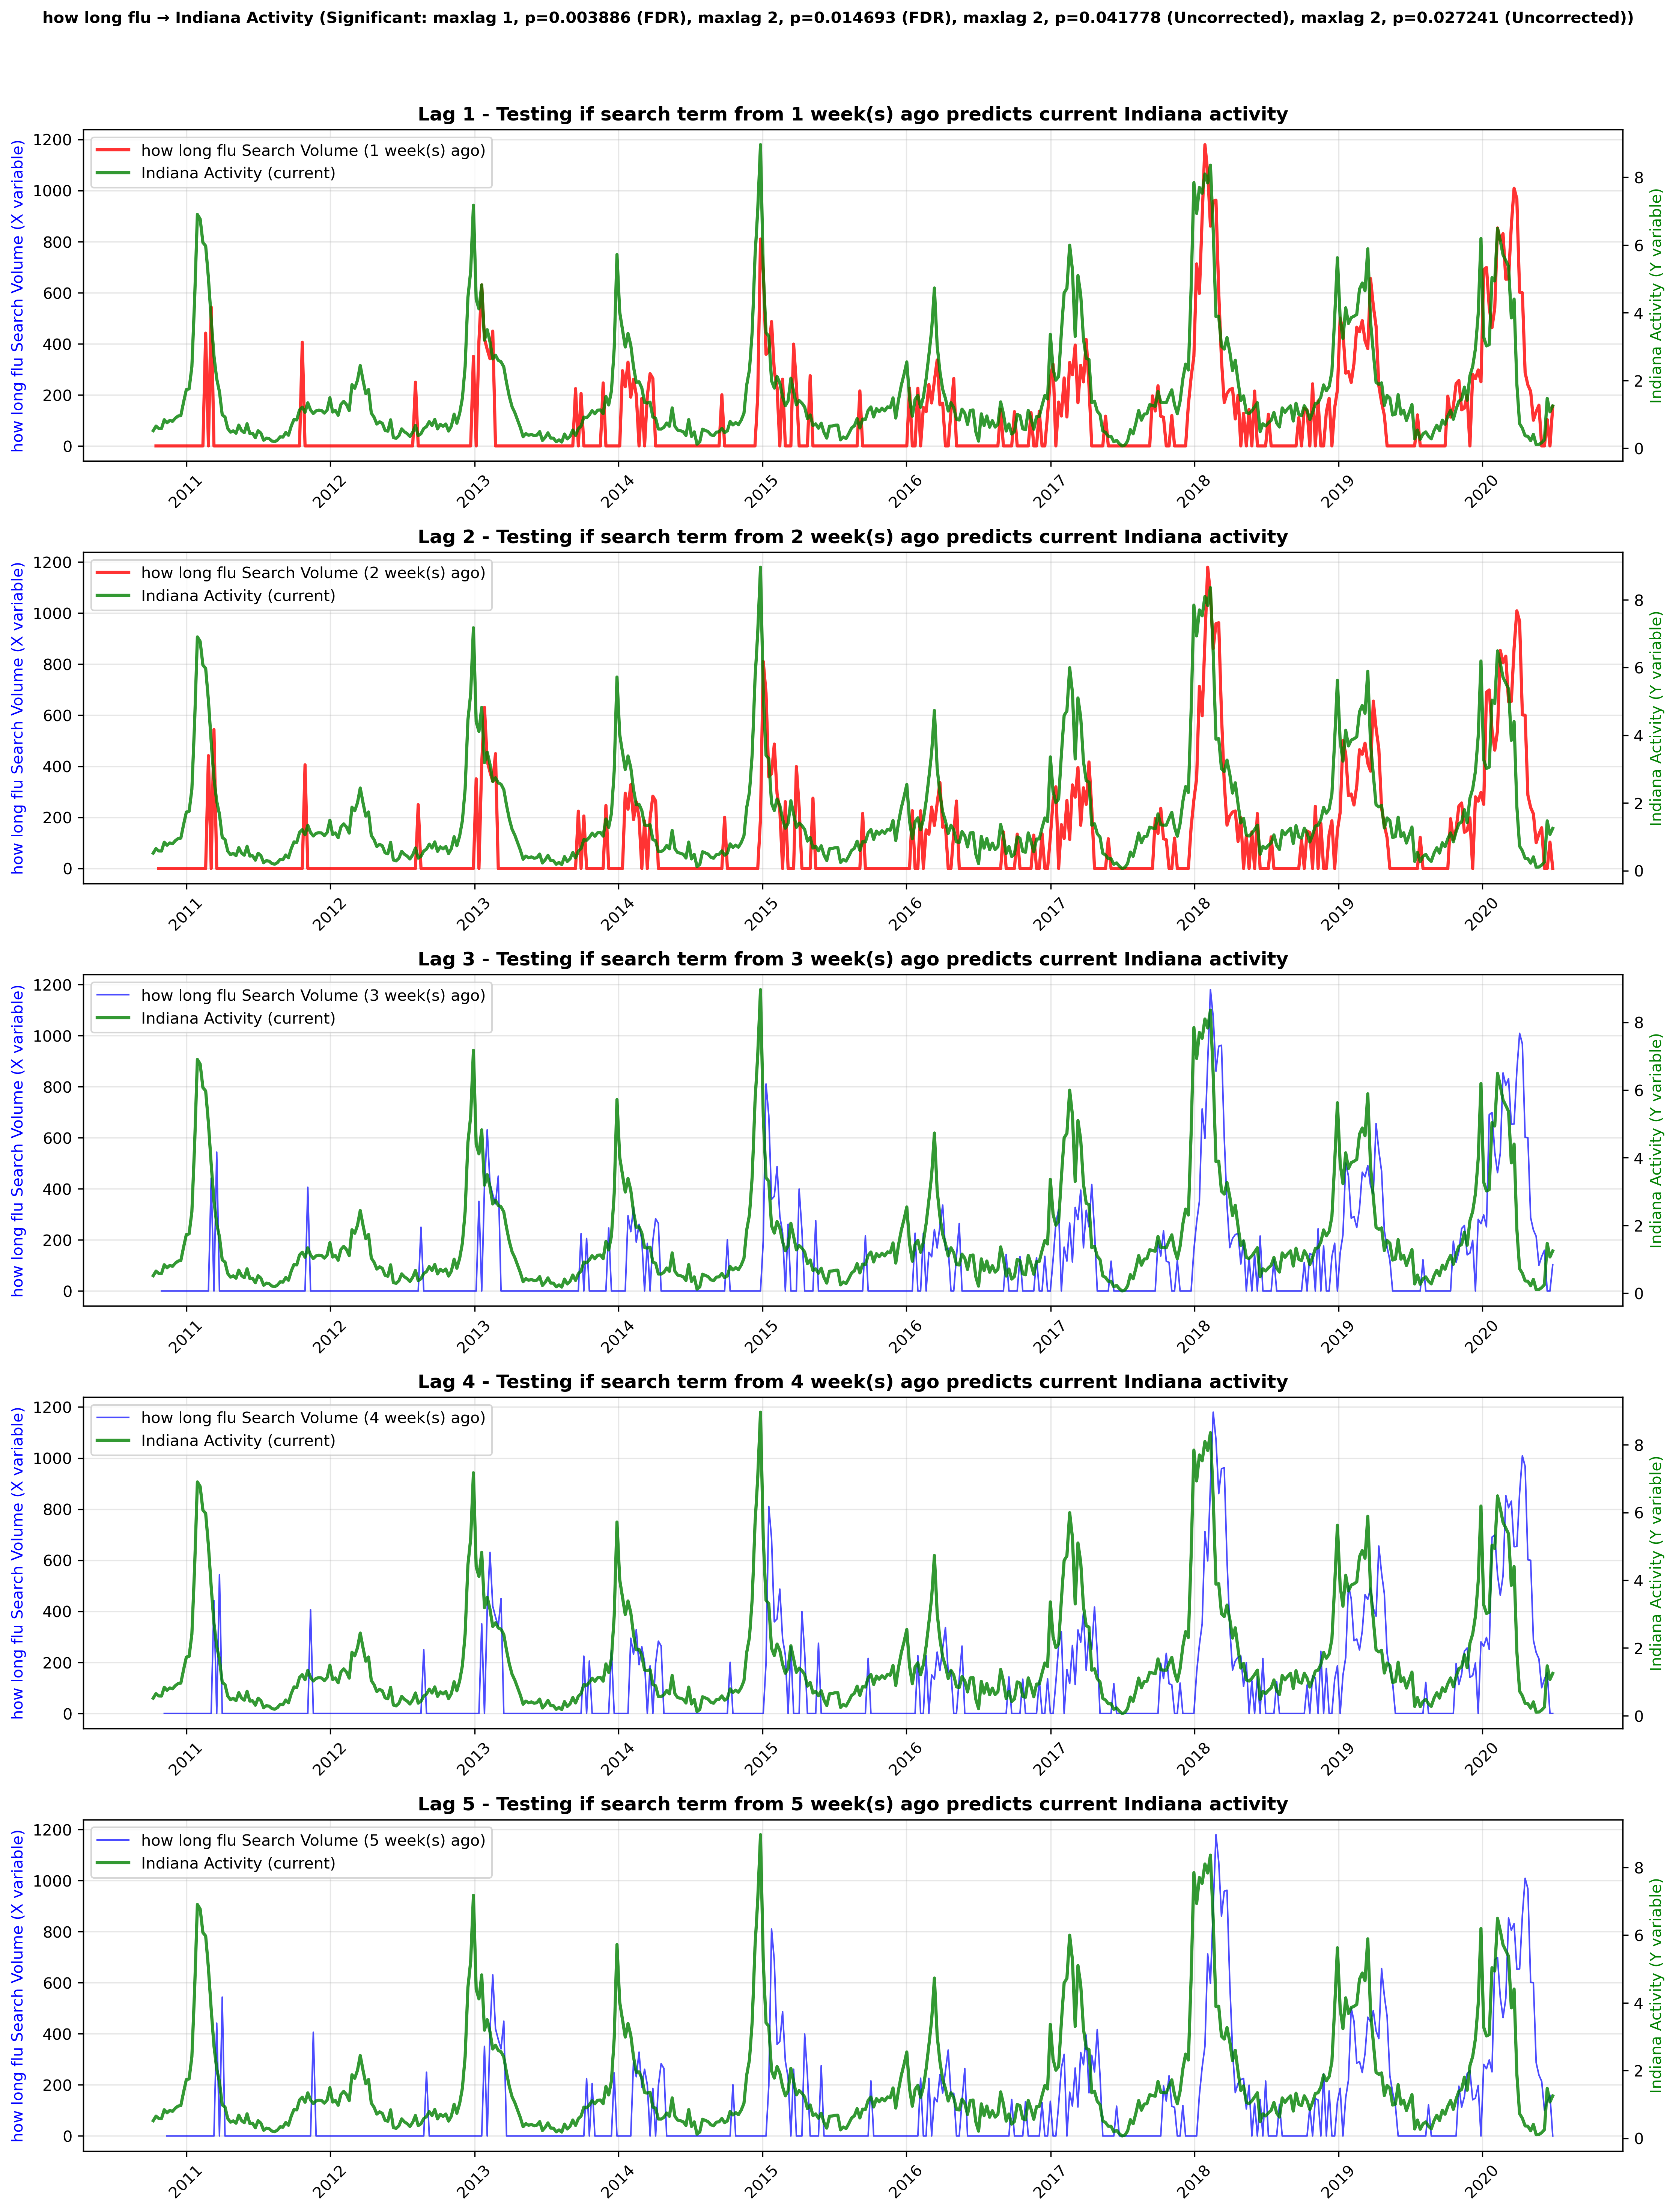 how long flu → Indiana Activity (Significant: maxlag 1, p=0.003886 (FDR), maxlag 2, p=0.014693 (FDR), maxlag 2, p=0.041778 (Uncorrected), maxlag 2, p=0.027241 (Uncorrected))
Lag 1 - Testing if search term from 1 week(s) ago predicts current Indiana activity
how long flu Search Volume (X variable)
1200
1000
800
600
400
200
0
how long flu Search Volume (1 week(s) ago)
Indiana Activity (current)
8
6
4
2
0
Indiana Activity (Y variable)
2011 2012 2013 2014 2015 2016 2017 2018 2019 2020
Lag 2 - Testing if search term from 2 week(s) ago predicts current Indiana activity
how long flu Search Volume (X variable)
1200
1000
800
600
400
200
0
how long flu Search Volume (2 week(s) ago)
Indiana Activity (current)
8
6
4
2
0
Indiana Activity (Y variable)
2011 2012 2013 2014 2015 2016 2017 2018 2019 2020
Lag 3 - Testing if search term from 3 week(s) ago predicts current Indiana activity
how long flu Search Volume (X variable)
1200
1000
800
600
400
200
0
how long flu Search Volume (3 week(s) ago)
Indiana Activity (current)
8
6
4
2
0
Indiana Activity (Y variable)
2011 2012 2013 2014 2015 2016 2017 2018 2019 2020
Lag 4 - Testing if search term from 4 week(s) ago predicts current Indiana activity
how long flu Search Volume (X variable)
1200
1000
800
600
400
200
0
how long flu Search Volume (4 week(s) ago)
Indiana Activity (current)
8
6
4
2
0
Indiana Activity (Y variable)
2011 2012 2013 2014 2015 2016 2017 2018 2019 2020
Lag 5 - Testing if search term from 5 week(s) ago predicts current Indiana activity
how long flu Search Volume (X variable)
1200
1000
800
600
400
200
0
how long flu Search Volume (5 week(s) ago)
Indiana Activity (current)
8
6
4
2
0
Indiana Activity (Y variable)
2011 2012 2013 2014 2015 2016 2017 2018 2019 2020